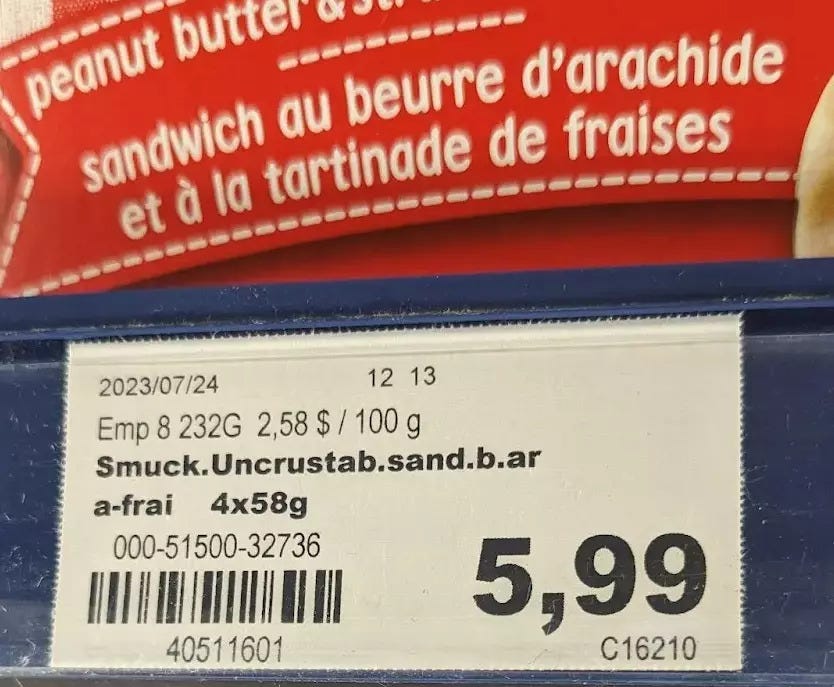 peanut butter &
sandwich au beurre d'arachide
et à la tartinade de fraises
2023/07/24 12 13
Emp 8 232G 2,58 $ / 100 g
Smuck.Uncrustab.sand.b.ar
a-frai 4x58g
000-51500-32736
5,99
40511601
C16210